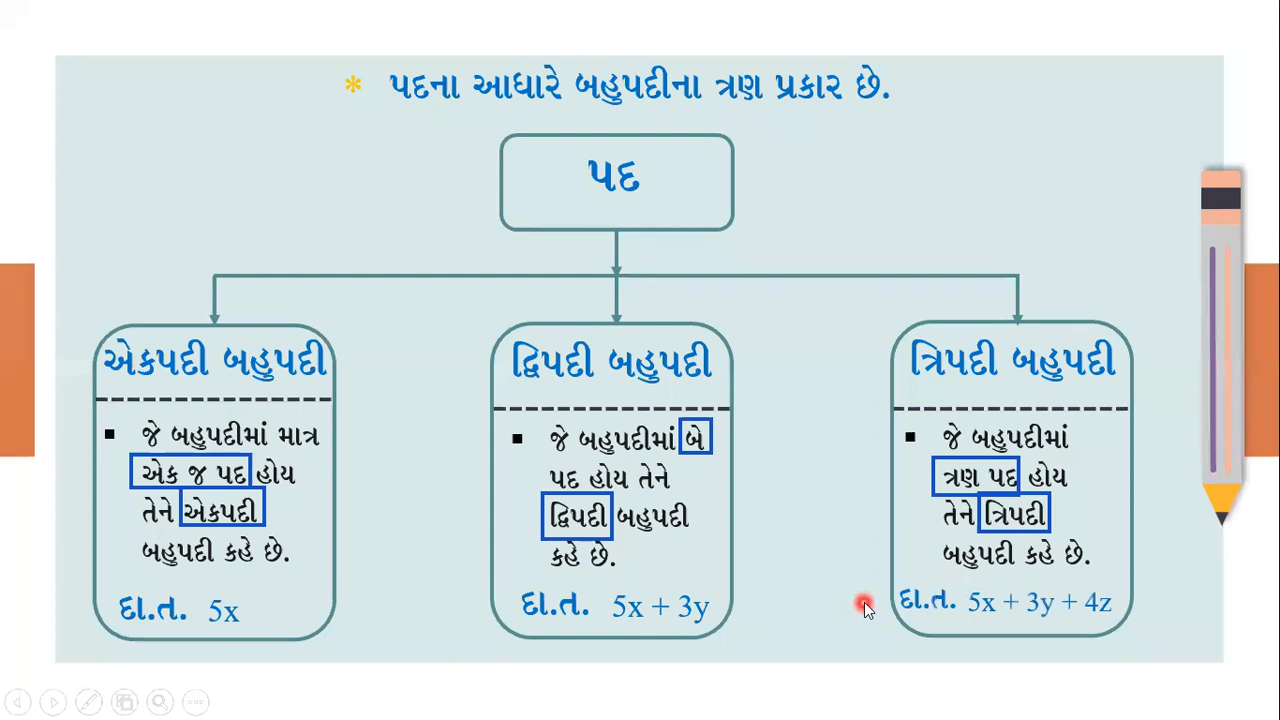 * પદના આધારે બહુપદીના ત્રણ પ્રકાર છે.
પદ
એકપદી બહુપદી
▪ જે બહુપદીમાં માત્ર
એક જ પદ હોય
તેને એકપદી
બહુપદી કહે છે.
દા.ત. 5x
દ્વિપદી બહુપદી
▪ જે બહુપદીમાં બે
પદ હોય તેને
દ્વિપદી બહુપદી
કહે છે.
દા.ત. 5x + 3y
ત્રિપદી બહુપદી
▪ જે બહુપદીમાં
ત્રણ પદ હોય
તેને ત્રિપદી
બહુપદી કહે છે.
દા.ત. 5x + 3y + 4z